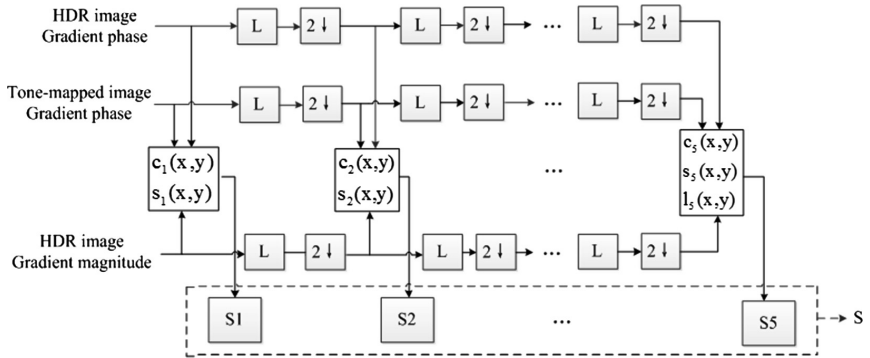 HDR image
Gradient phase
L 2↓ L 2↓ ... L 2↓
Tone-mapped image
Gradient phase
L 2↓ L 2↓ ... L 2↓
c₁(x,y)
s₁(x,y)
c₂(x,y)
s₂(x,y)
...
c₅(x,y)
s₅(x,y)
l₅(x,y)
HDR image
Gradient magnitude
L 2↓ L 2↓ ... L 2↓
S1 S2 ... S5
S